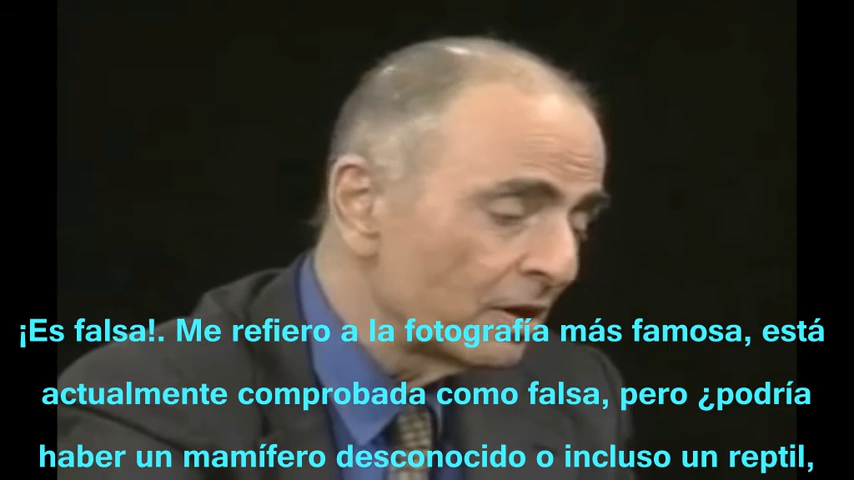 ¡Es falsa!. Me refiero a la fotografía más famosa, está
actualmente comprobada como falsa, pero ¿podría
haber un mamífero desconocido o incluso un reptil,